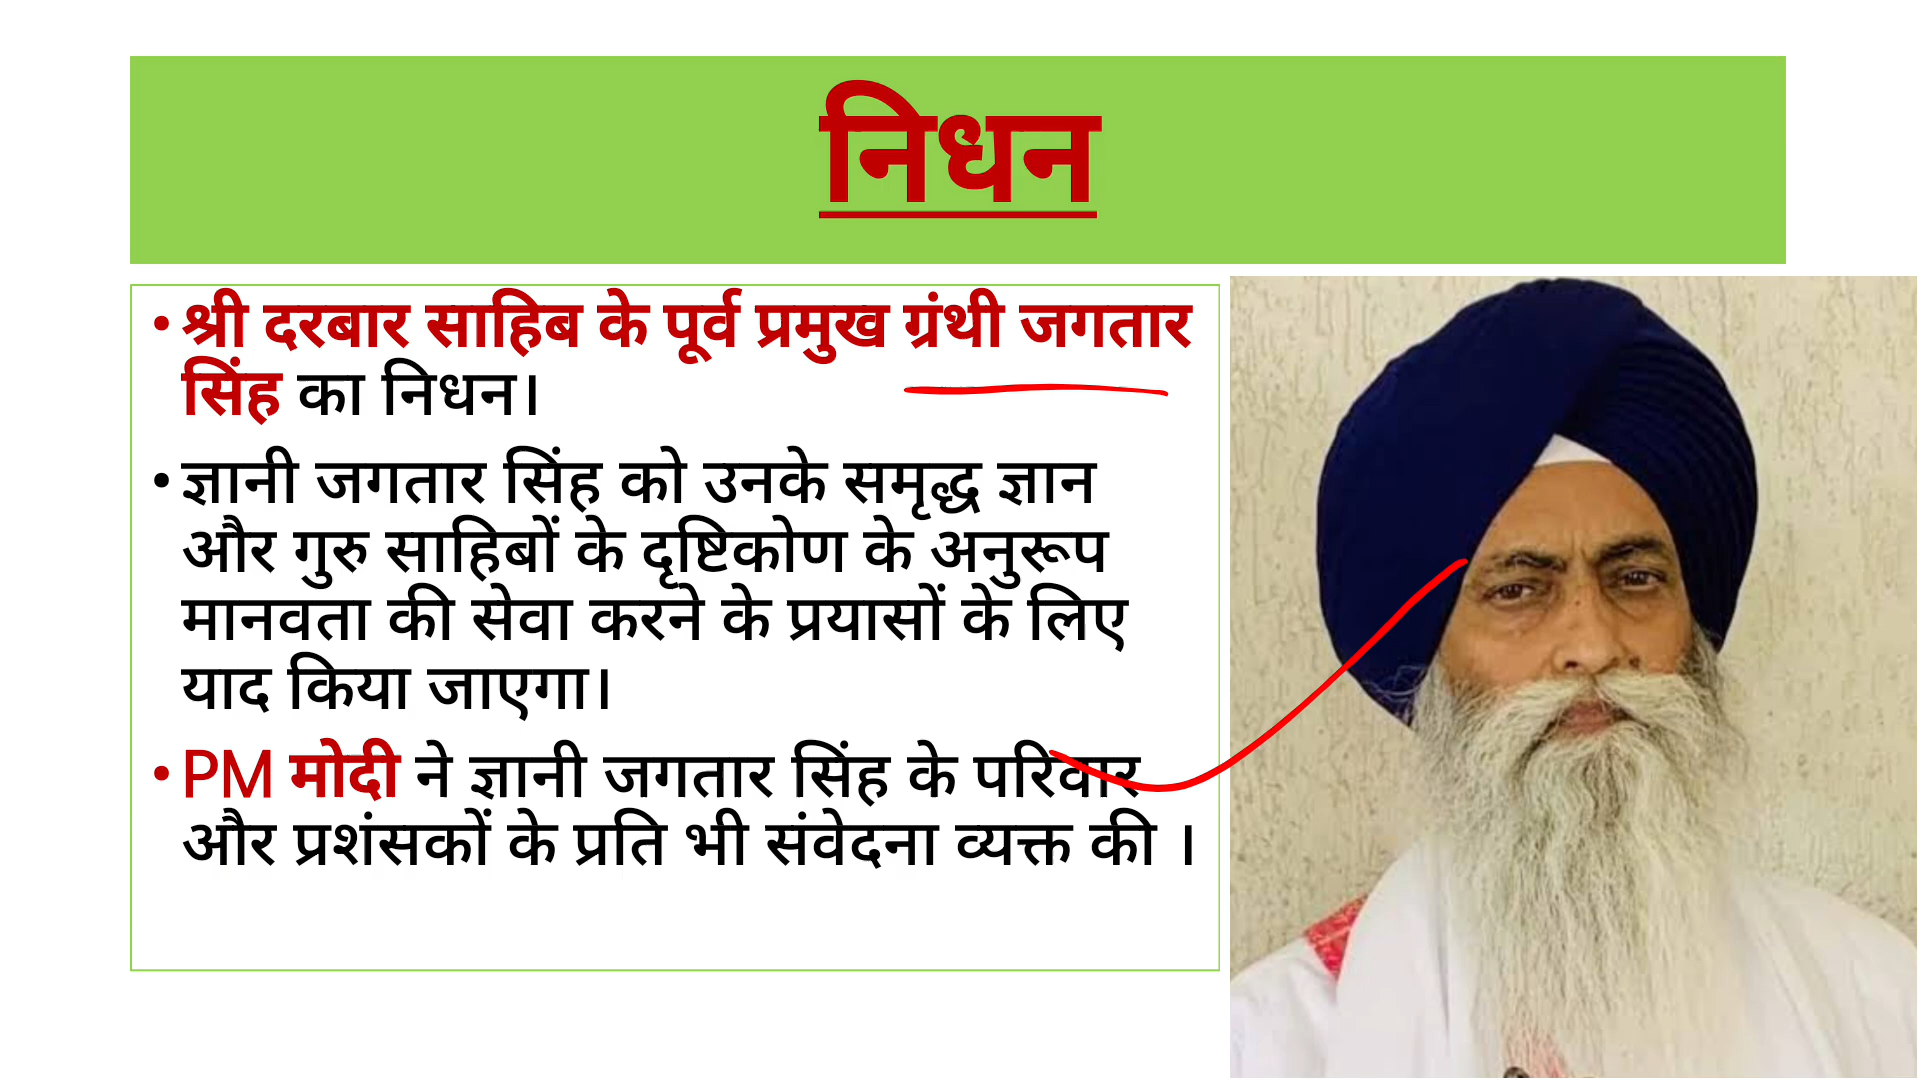 निधन
• श्री दरबार साहिब के पूर्व प्रमुख ग्रंथी जगतार
सिंह का निधन।
• ज्ञानी जगतार सिंह को उनके समृद्ध ज्ञान
और गुरु साहिबों के दृष्टिकोण के अनुरूप
मानवता की सेवा करने के प्रयासों के लिए
याद किया जाएगा।
• PM मोदी ने ज्ञानी जगतार सिंह के परिवार
और प्रशंसकों के प्रति भी संवेदना व्यक्त की ।